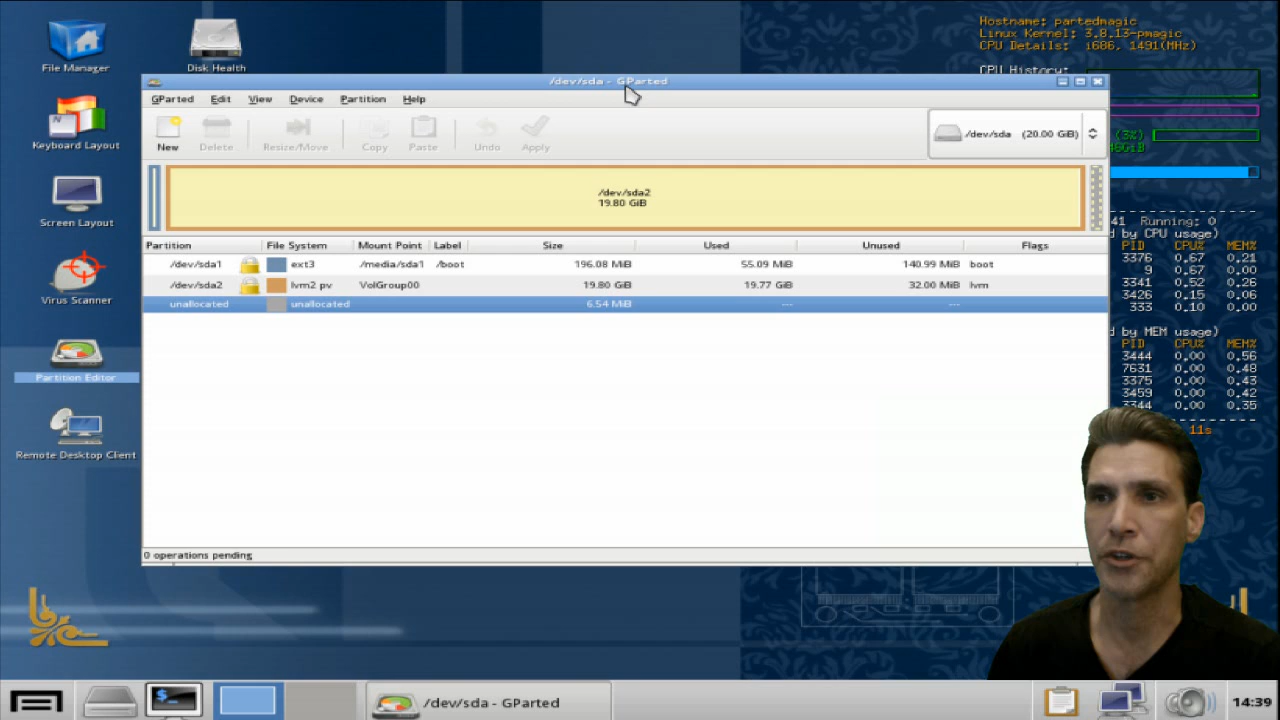 Hostname: partedmagic
Linux Kernel: 3.8.13-pmagic
CPU Details: i686, 1491(MHz)
CPU History:
File Manager
Disk Health
/dev/sda - GParted
GParted Edit View Device Partition Help
New Delete Resize/Move Copy Paste Undo Apply
/dev/sda (20.00 GiB)
(3%)
Keyboard Layout
/dev/sda2
19.80 GiB
Screen Layout
41 Running: 0
d by CPU usage)
Partition File System Mount Point Label Size Used Unused Flags
/dev/sda1 ext3 /media/sda1 /boot 196.08 MiB 55.09 MiB 140.99 MiB boot
/dev/sda2 lvm2 pv VolGroup00 19.80 GiB 19.77 GiB 32.00 MiB lvm
unallocated unallocated 6.54 MiB --- ---
PID CPU% MEM%
3376 0.67 0.21
9 0.67 0.00
3341 0.52 0.26
3426 0.15 0.06
333 0.10 0.00
Virus Scanner
d by MEM usage)
PID CPU% MEM%
3444 0.00 0.56
7631 0.00 0.48
3375 0.00 0.43
3459 0.00 0.42
3344 0.00 0.35
Partition Editor
11s
Remote Desktop Client
0 operations pending
/dev/sda - GParted
14:39